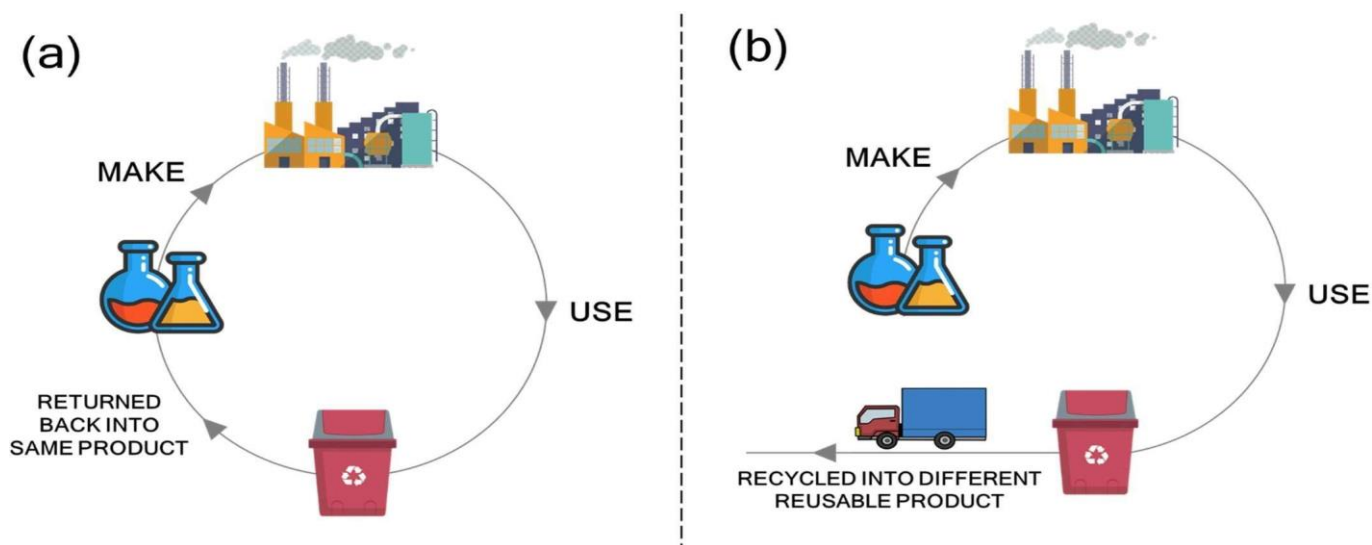 (a)
MAKE
USE
RETURNED
BACK INTO
SAME PRODUCT
(b)
MAKE
USE
RECYCLED INTO DIFFERENT
REUSABLE PRODUCT